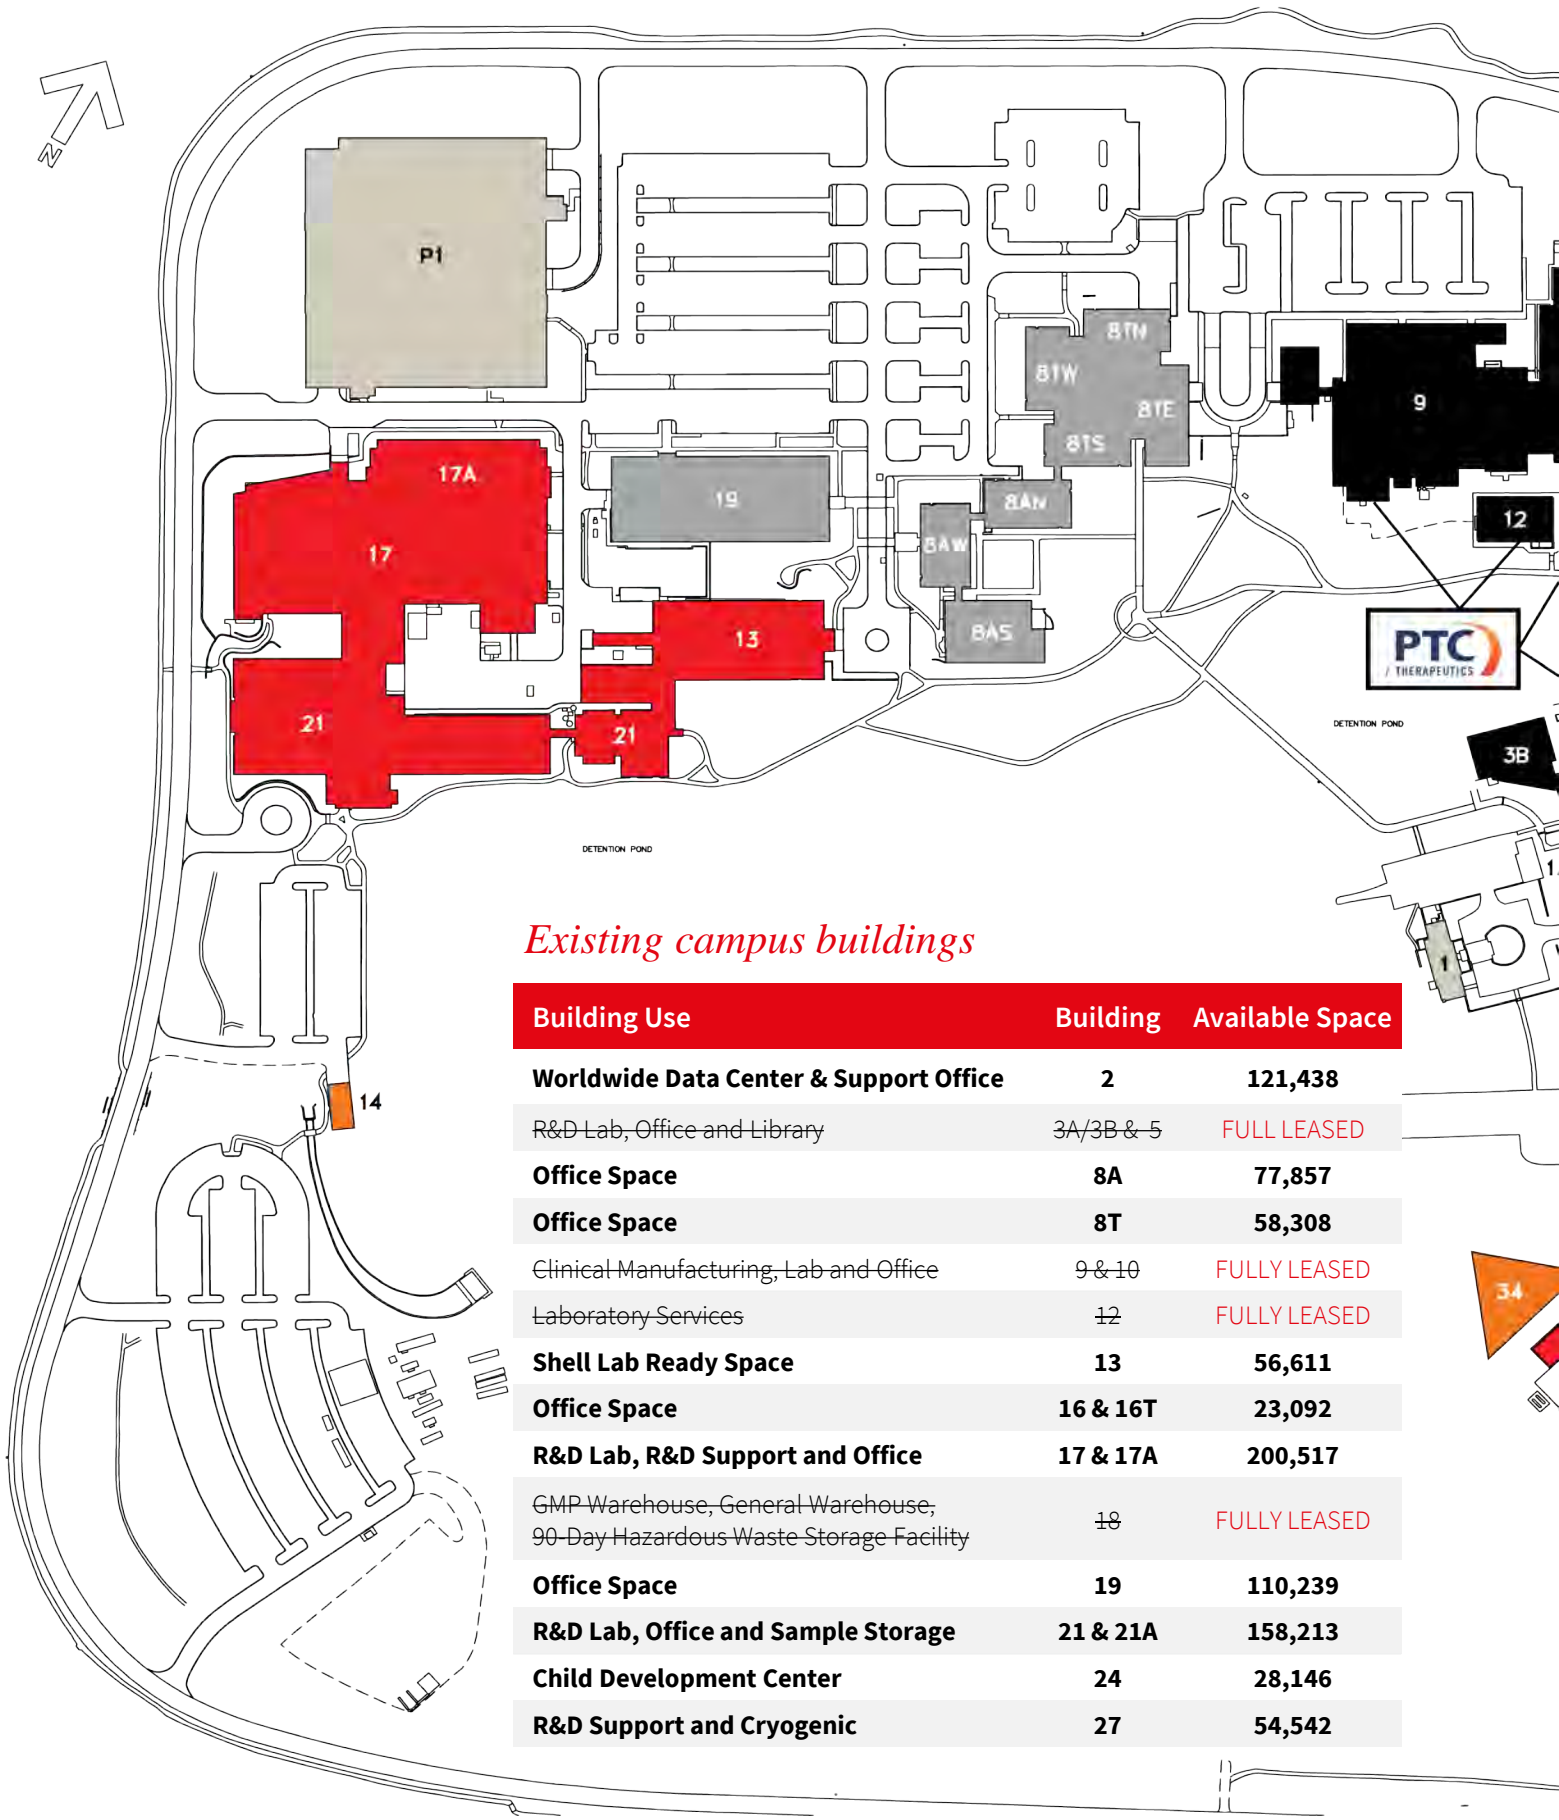 N
P1
8TN
8TW
8TE
8TS
9
17A
19
8AN
12
8AW
17
13
8AS
PTC
THERAPEUTICS
21
21
DETENTION POND
3B
DETENTION POND
1
Existing campus buildings
Building Use Building Available Space
Worldwide Data Center & Support Office 2 121,438
14
R&D Lab, Office and Library 3A/3B & 5 FULL LEASED
Office Space 8A 77,857
Office Space 8T 58,308
Clinical Manufacturing, Lab and Office 9 & 10 FULLY LEASED
34
Laboratory Services 12 FULLY LEASED
Shell Lab Ready Space 13 56,611
Office Space 16 & 16T 23,092
R&D Lab, R&D Support and Office 17 & 17A 200,517
GMP Warehouse, General Warehouse,
90-Day Hazardous Waste Storage Facility 18 FULLY LEASED
Office Space 19 110,239
R&D Lab, Office and Sample Storage 21 & 21A 158,213
Child Development Center 24 28,146
R&D Support and Cryogenic 27 54,542